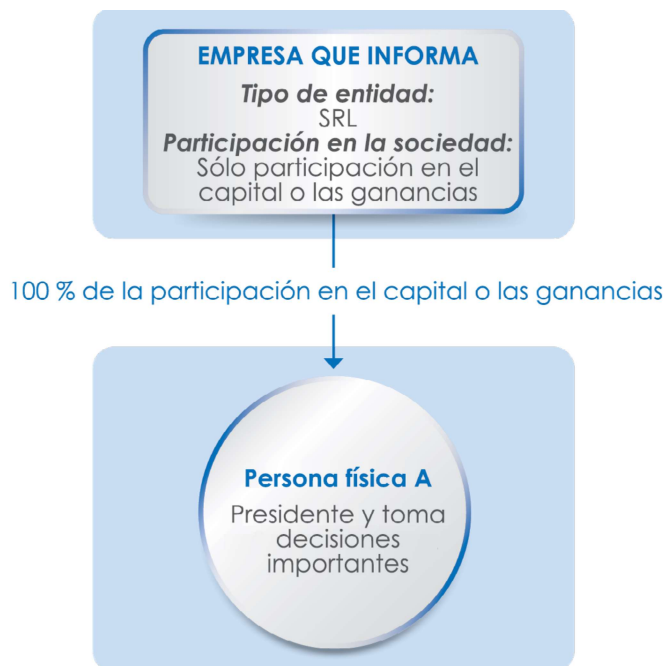 EMPRESA QUE INFORMA
Tipo de entidad:
SRL
Participación en la sociedad:
Sólo participación en el
capital o las ganancias
100 % de la participación en el capital o las ganancias
Persona física A
Presidente y toma
decisiones
importantes